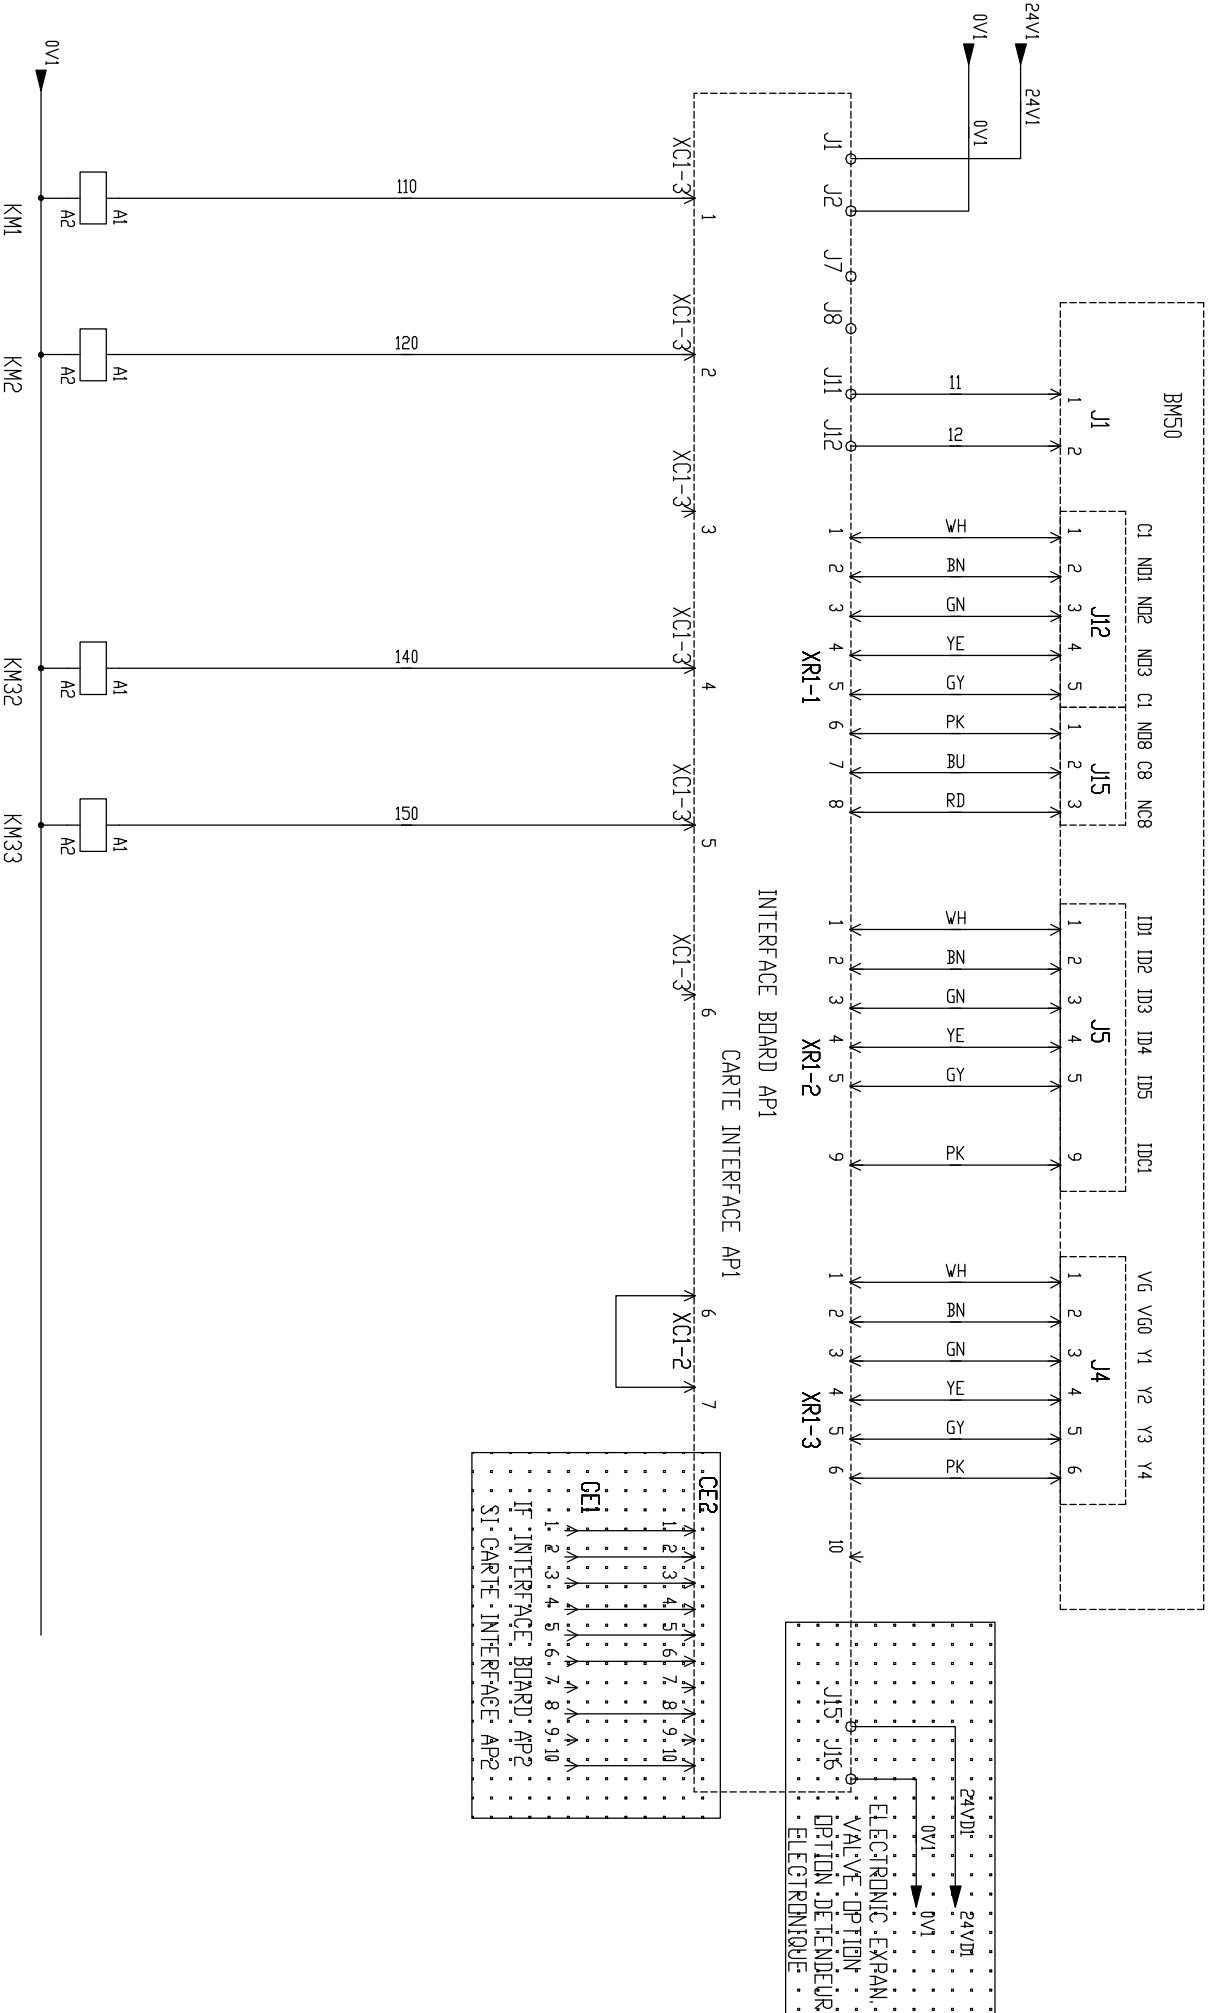 24V1
24V1
0V1
0V1
BM50
J1
1 2
C1 NO1 NO2 NO3 C1 NO8 C8 NC8
J12
1 2 3 4 5
J15
1 2 3
ID1 ID2 ID3 ID4 ID5 IDC1
J5
1 2 3 4 5 9
VG VG0 Y1 Y2 Y3 Y4
J4
1 2 3 4 5 6
11 12
WH BN GN YE GY PK BU RD
WH BN GN YE GY PK
WH BN GN YE GY PK
J1 J2 J7 J8 J11 J12
1 2 3 4 5 6 7 8
XR1-1
1 2 3 4 5 9
XR1-2
1 2 3 4 5 6
XR1-3
10
J15 J16
24VD1 24VD1
0V1 0V1
ELECTRONIC EXPAN.
VALVE OPTION
OPTION DETENDEUR
ELECTRONIQUE
INTERFACE BOARD AP1
CARTE INTERFACE AP1
XC1-3 XC1-3 XC1-3 XC1-3 XC1-3 XC1-3
1 2 3 4 5 6
6 7
XC1-2
CE2
1 2 3 4 5 6 7 8 9 10
GE1
1 2 3 4 5 6 7 8 9 10
IF INTERFACE BOARD AP2
SI CARTE INTERFACE AP2
110 120 140 150
A1 A1 A1 A1
A2 A2 A2 A2
0V1
KM1 KM2 KM32 KM33